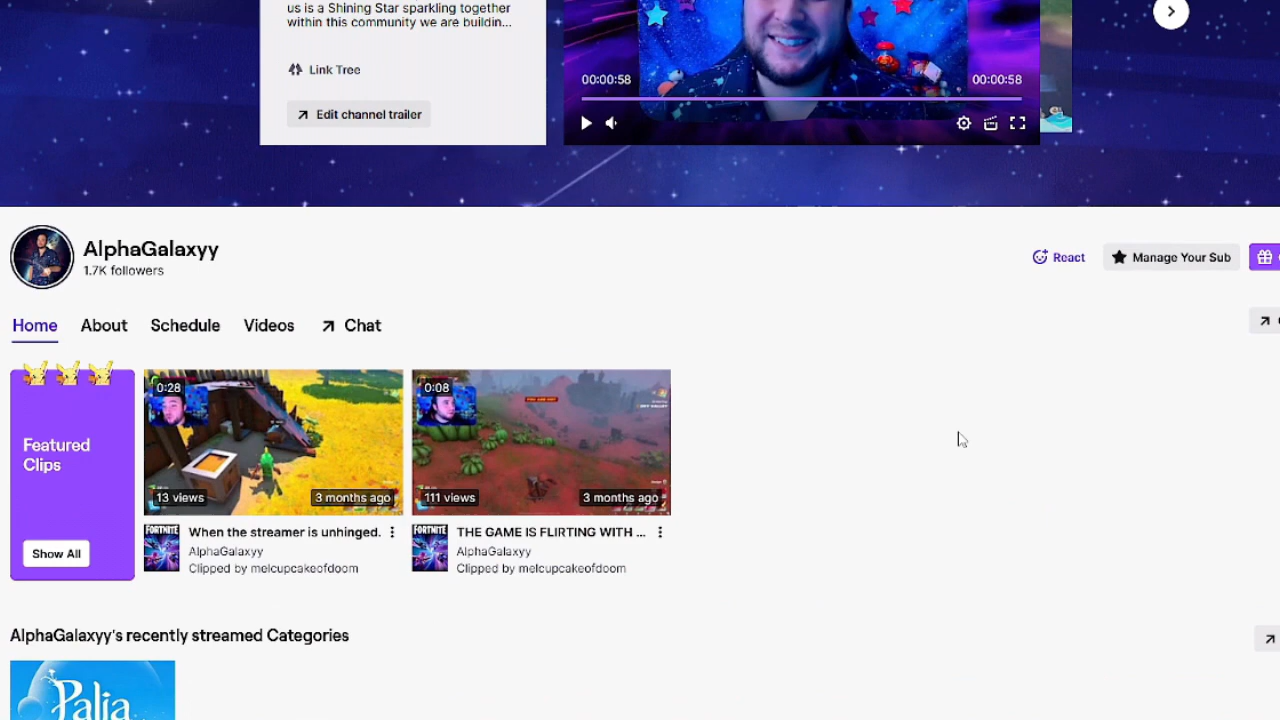 us is a Shining Star sparkling together
within this community we are buildin...
Link Tree
Edit channel trailer
00:00:58
00:00:58
AlphaGalaxyy
1.7K followers
React
Manage Your Sub
Home
About
Schedule
Videos
Chat
Featured
Clips
Show All
0:28
13 views
3 months ago
FORTNITE
When the streamer is unhinged.
AlphaGalaxyy
Clipped by melcupcakeofdoom
0:08
111 views
3 months ago
FORTNITE
THE GAME IS FLIRTING WITH ...
AlphaGalaxyy
Clipped by melcupcakeofdoom
AlphaGalaxyy's recently streamed Categories
Palia